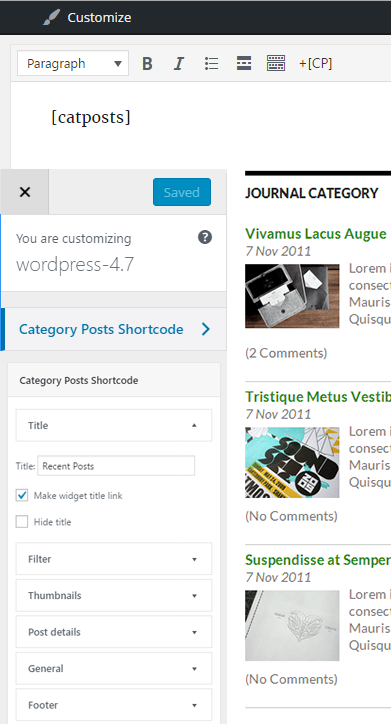 Customize
Paragraph
B
I
+[CP]
[catposts]
Saved
You are customizing
wordpress-4.7
Category Posts Shortcode
Category Posts Shortcode
Title
Title: Recent Posts
Make widget title link
Hide title
Filter
Thumbnails
Post details
General
Footer
JOURNAL CATEGORY
Vivamus Lacus Augue
7 Nov 2011
Lorem i
consect
Mauris
Quisqu
(2 Comments)
Tristique Metus Vestib
7 Nov 2011
Lorem i
consect
Mauris
Quisqu
(No Comments)
Suspendisse at Semper
7 Nov 2011
Lorem i
consect
Mauris
Quisqu
(No Comments)